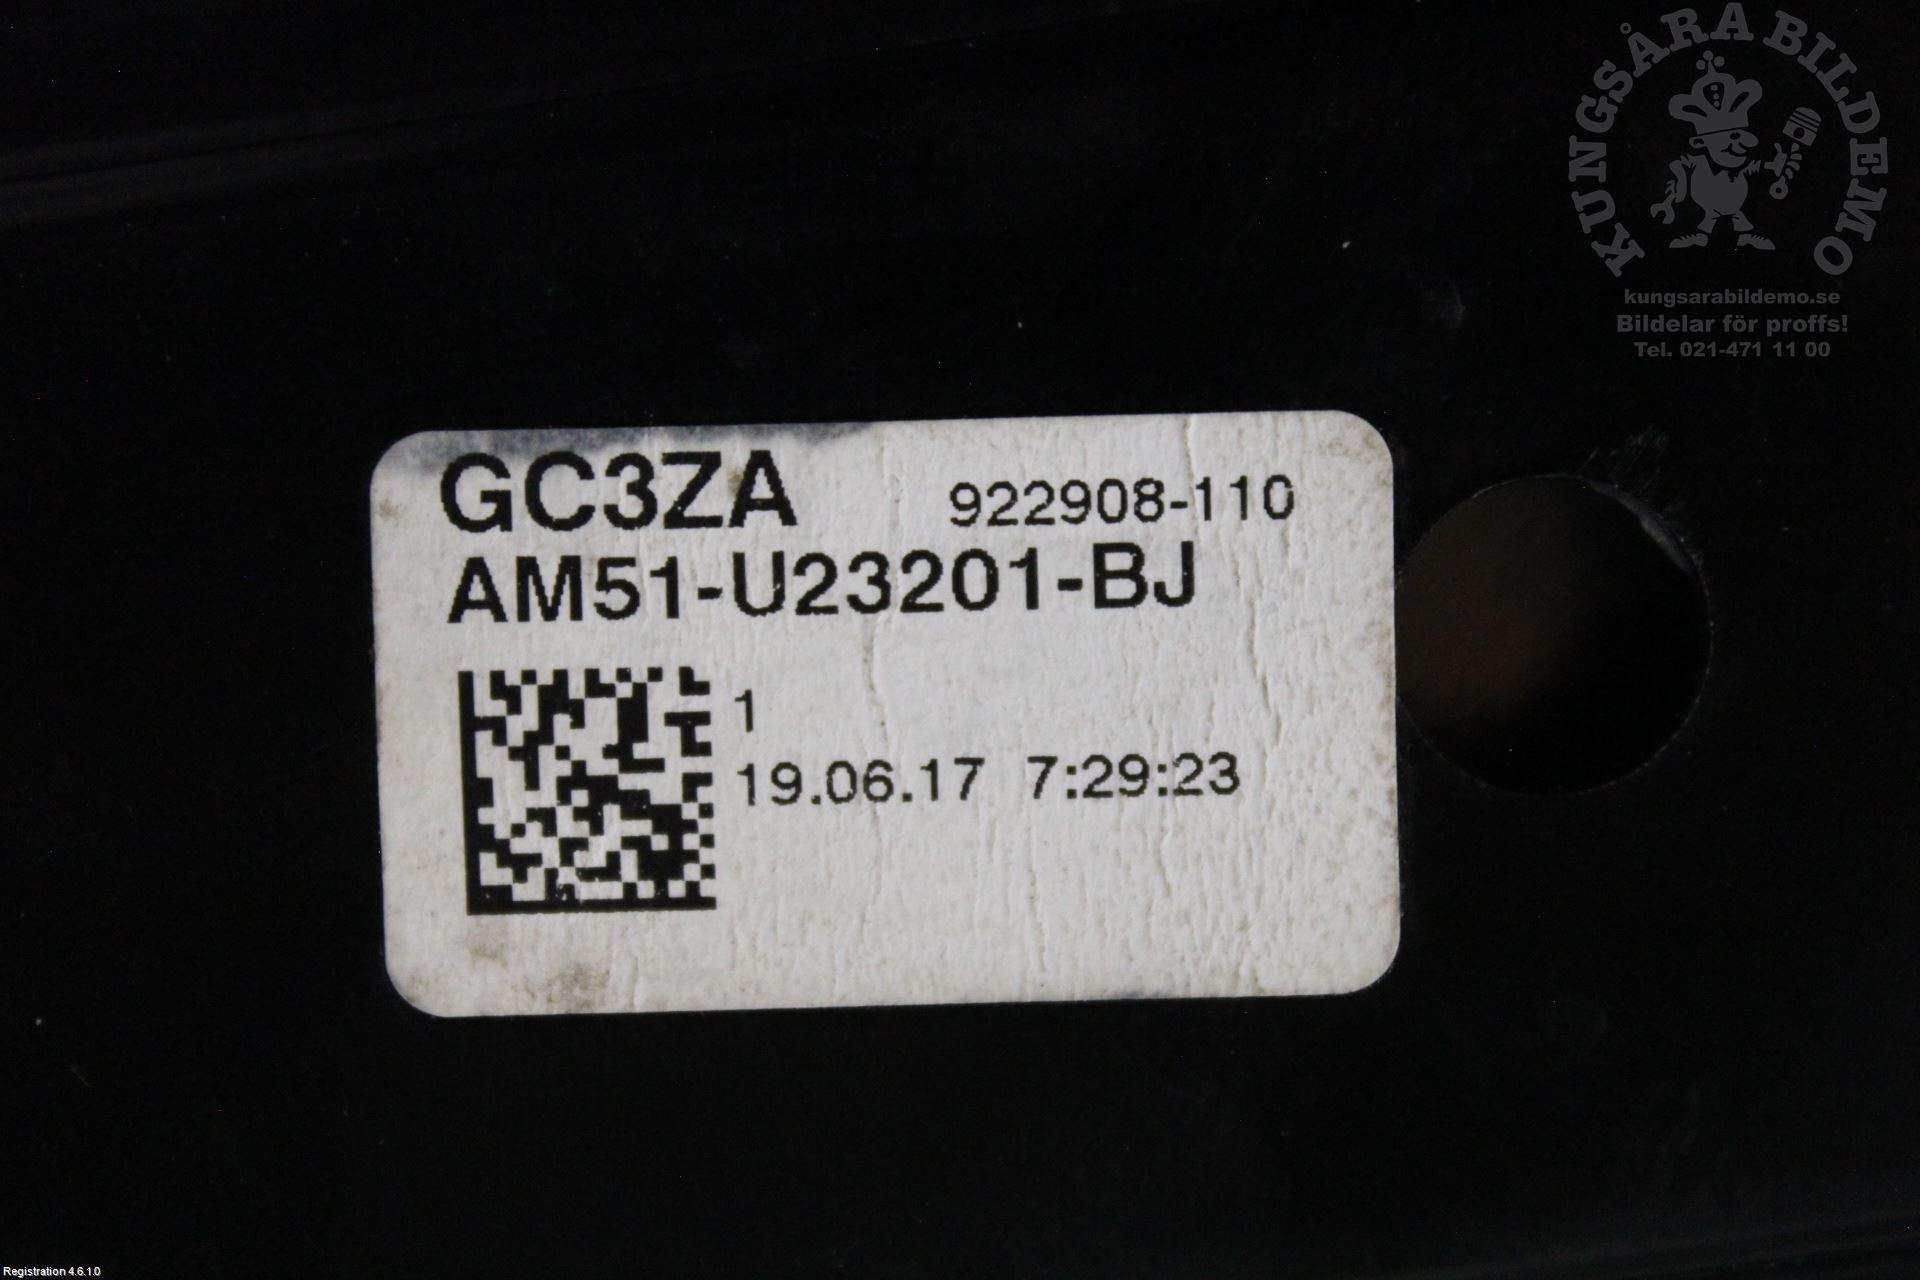 KUNGSÅRA BILDEMO
kungsarabildemo.se
Bildelar för proffs!
Tel. 021-471 11 00
GC3ZA 922908-110
AM51-U23201-BJ
1
19.06.17 7:29:23
Registration 4.6.1.0